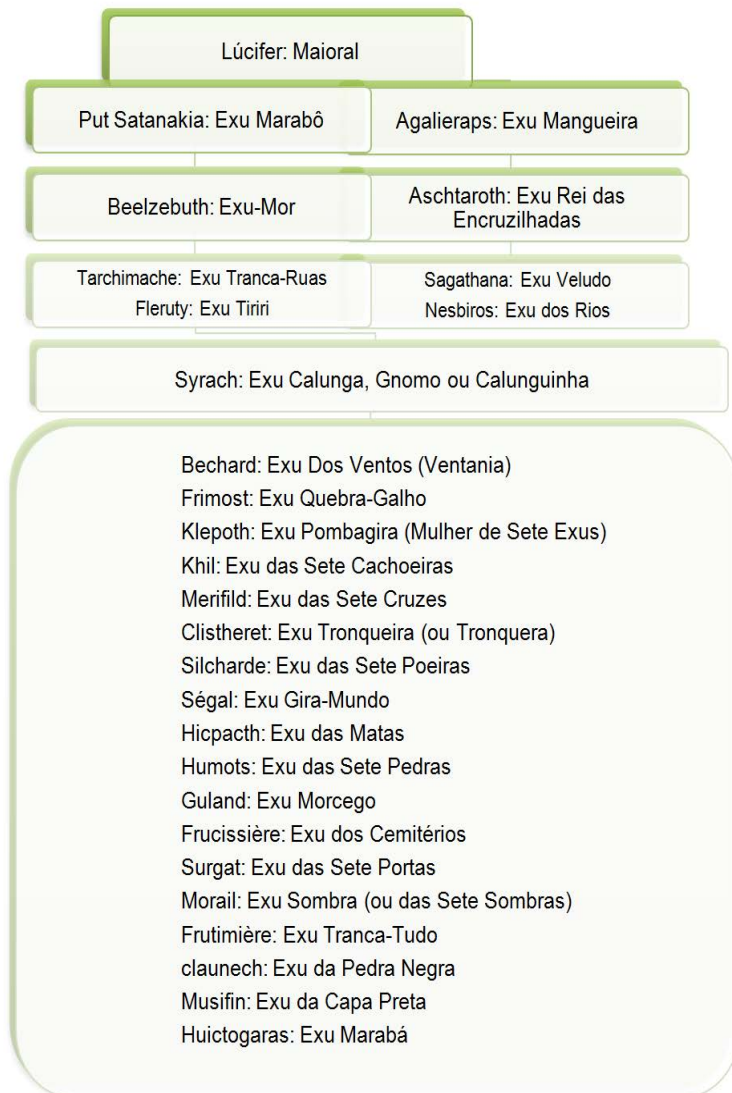 Lúcifer: Maioral
Put Satanakia: Exu Marabô
Agalieraps: Exu Mangueira
Beelzebuth: Exu-Mor
Aschtaroth: Exu Rei das
Encruzilhadas
Tarchimache: Exu Tranca-Ruas
Fleruty: Exu Tiriri
Sagathana: Exu Veludo
Nesbiros: Exu dos Rios
Syrach: Exu Calunga, Gnomo ou Calunguinha
Bechard: Exu Dos Ventos (Ventania)
Frimost: Exu Quebra-Galho
Klepoth: Exu Pombagira (Mulher de Sete Exus)
Khil: Exu das Sete Cachoeiras
Merifild: Exu das Sete Cruzes
Clistheret: Exu Tronqueira (ou Tronquera)
Silcharde: Exu das Sete Poeiras
Ségal: Exu Gira-Mundo
Hicpacth: Exu das Matas
Humots: Exu das Sete Pedras
Guland: Exu Morcego
Frucissière: Exu dos Cemitérios
Surgat: Exu das Sete Portas
Morail: Exu Sombra (ou das Sete Sombras)
Frutimière: Exu Tranca-Tudo
claunech: Exu da Pedra Negra
Musifin: Exu da Capa Preta
Huictogaras: Exu Marabá